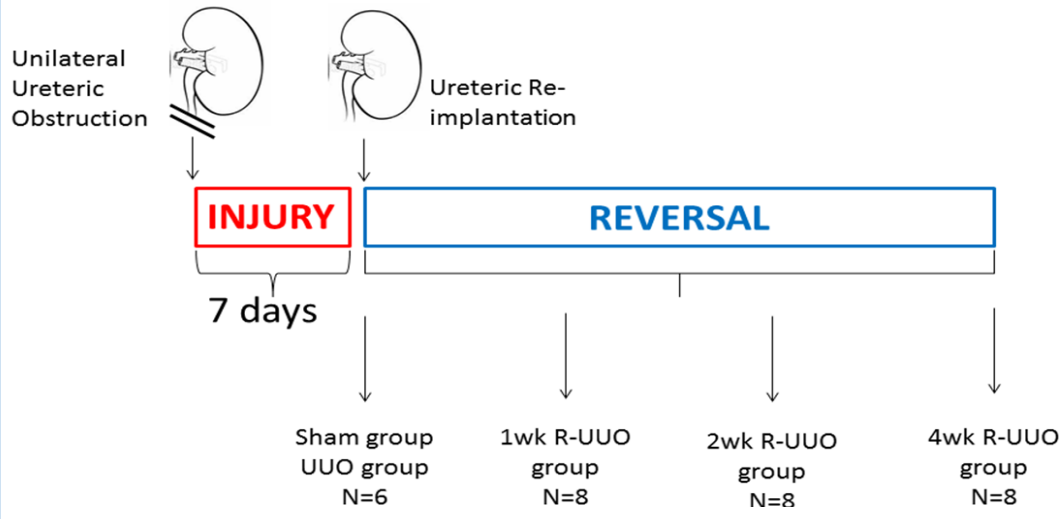 Unilateral
Ureteric
Obstruction
Ureteric Re-
implantation
INJURY
REVERSAL
7 days
Sham group
UUO group
N=6
1wk R-UUO
group
N=8
2wk R-UUO
group
N=8
4wk R-UUO
group
N=8